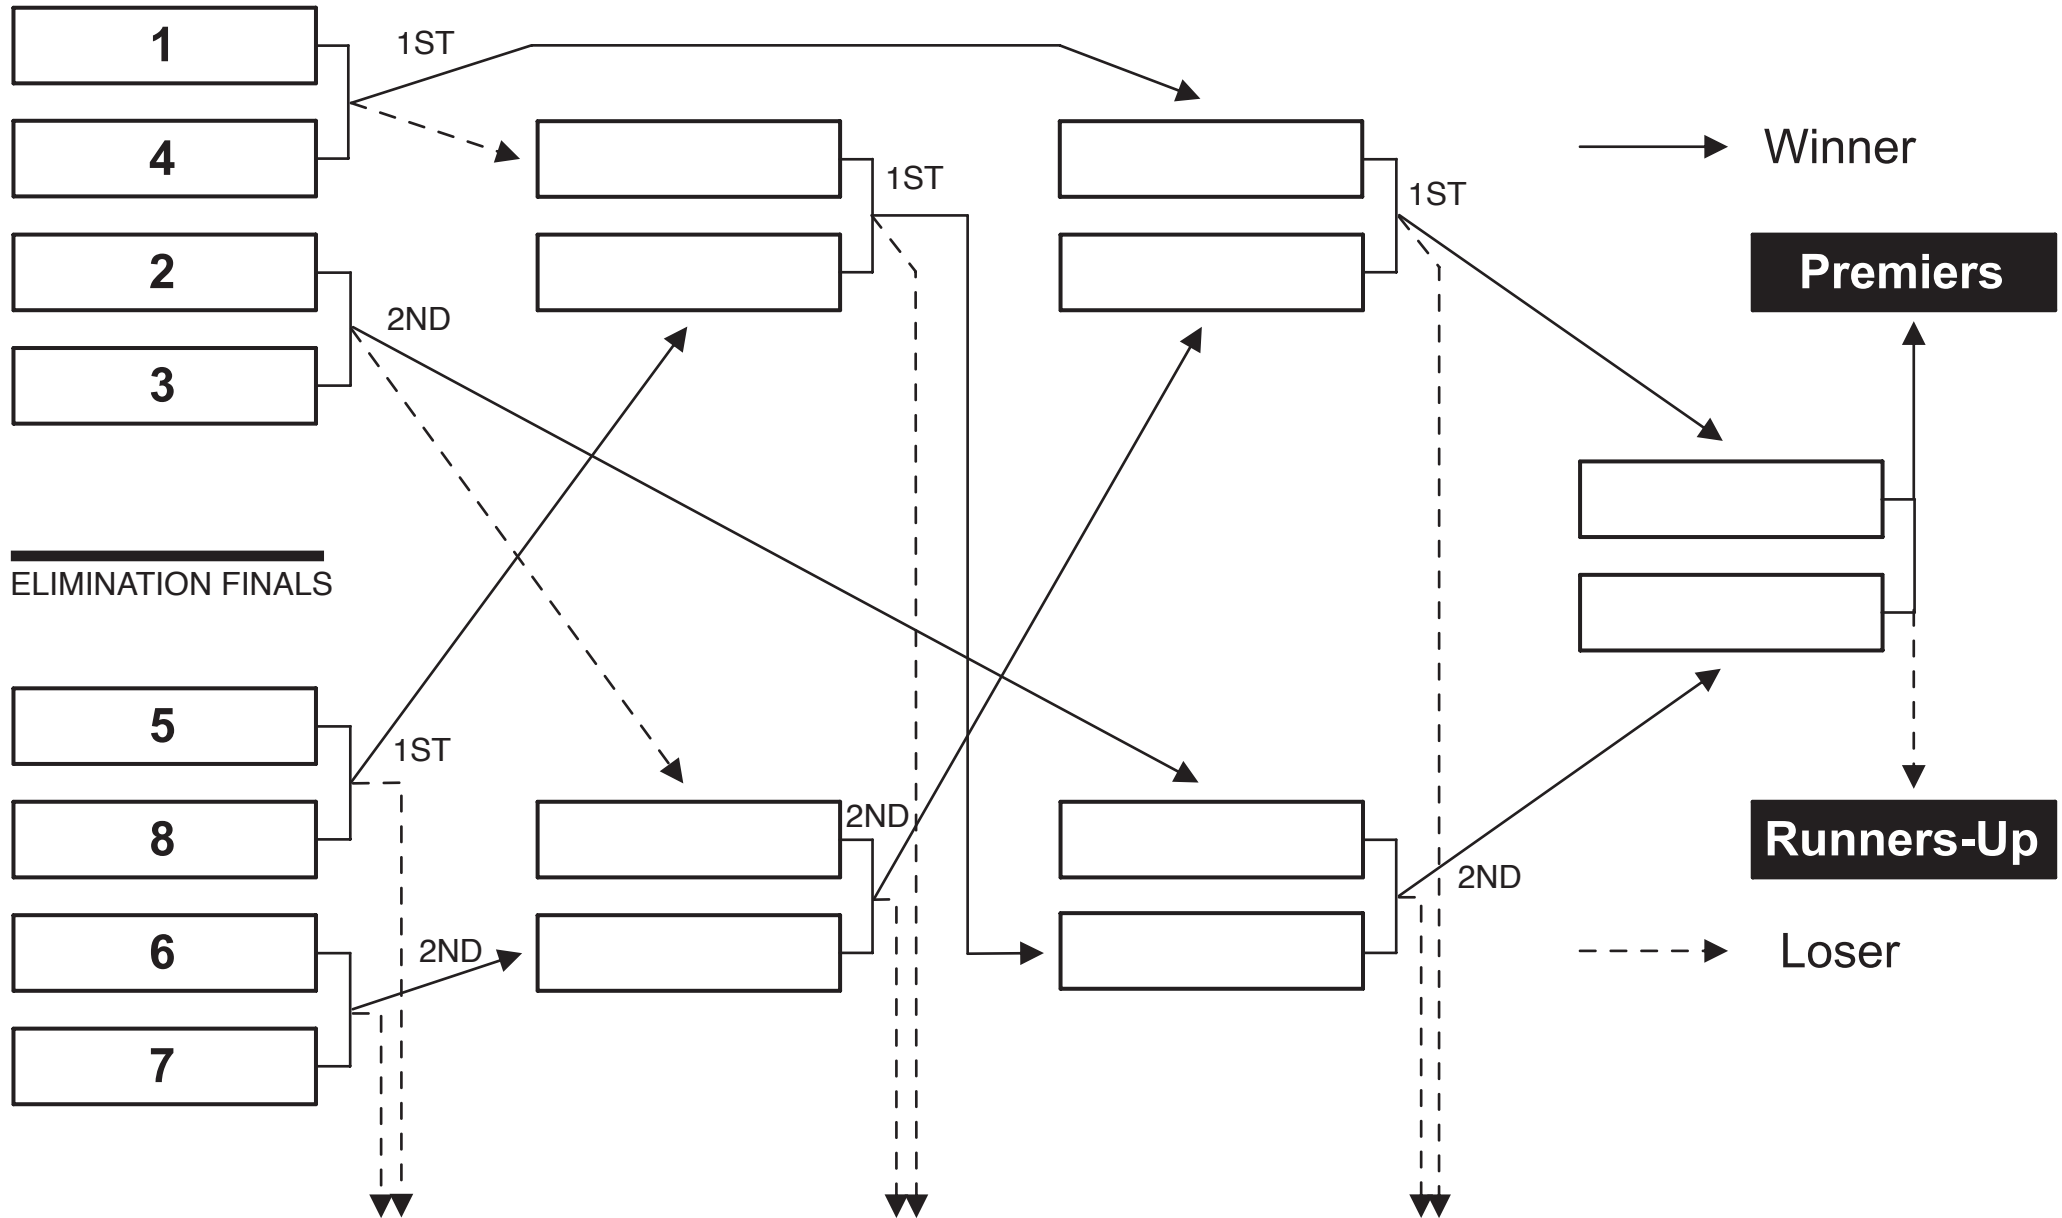 1
1ST
4
Winner
1ST
1ST
2
Premiers
2ND
3
ELIMINATION FINALS
5
1ST
8
2ND
Runners-Up
2ND
6
2ND
Loser
7